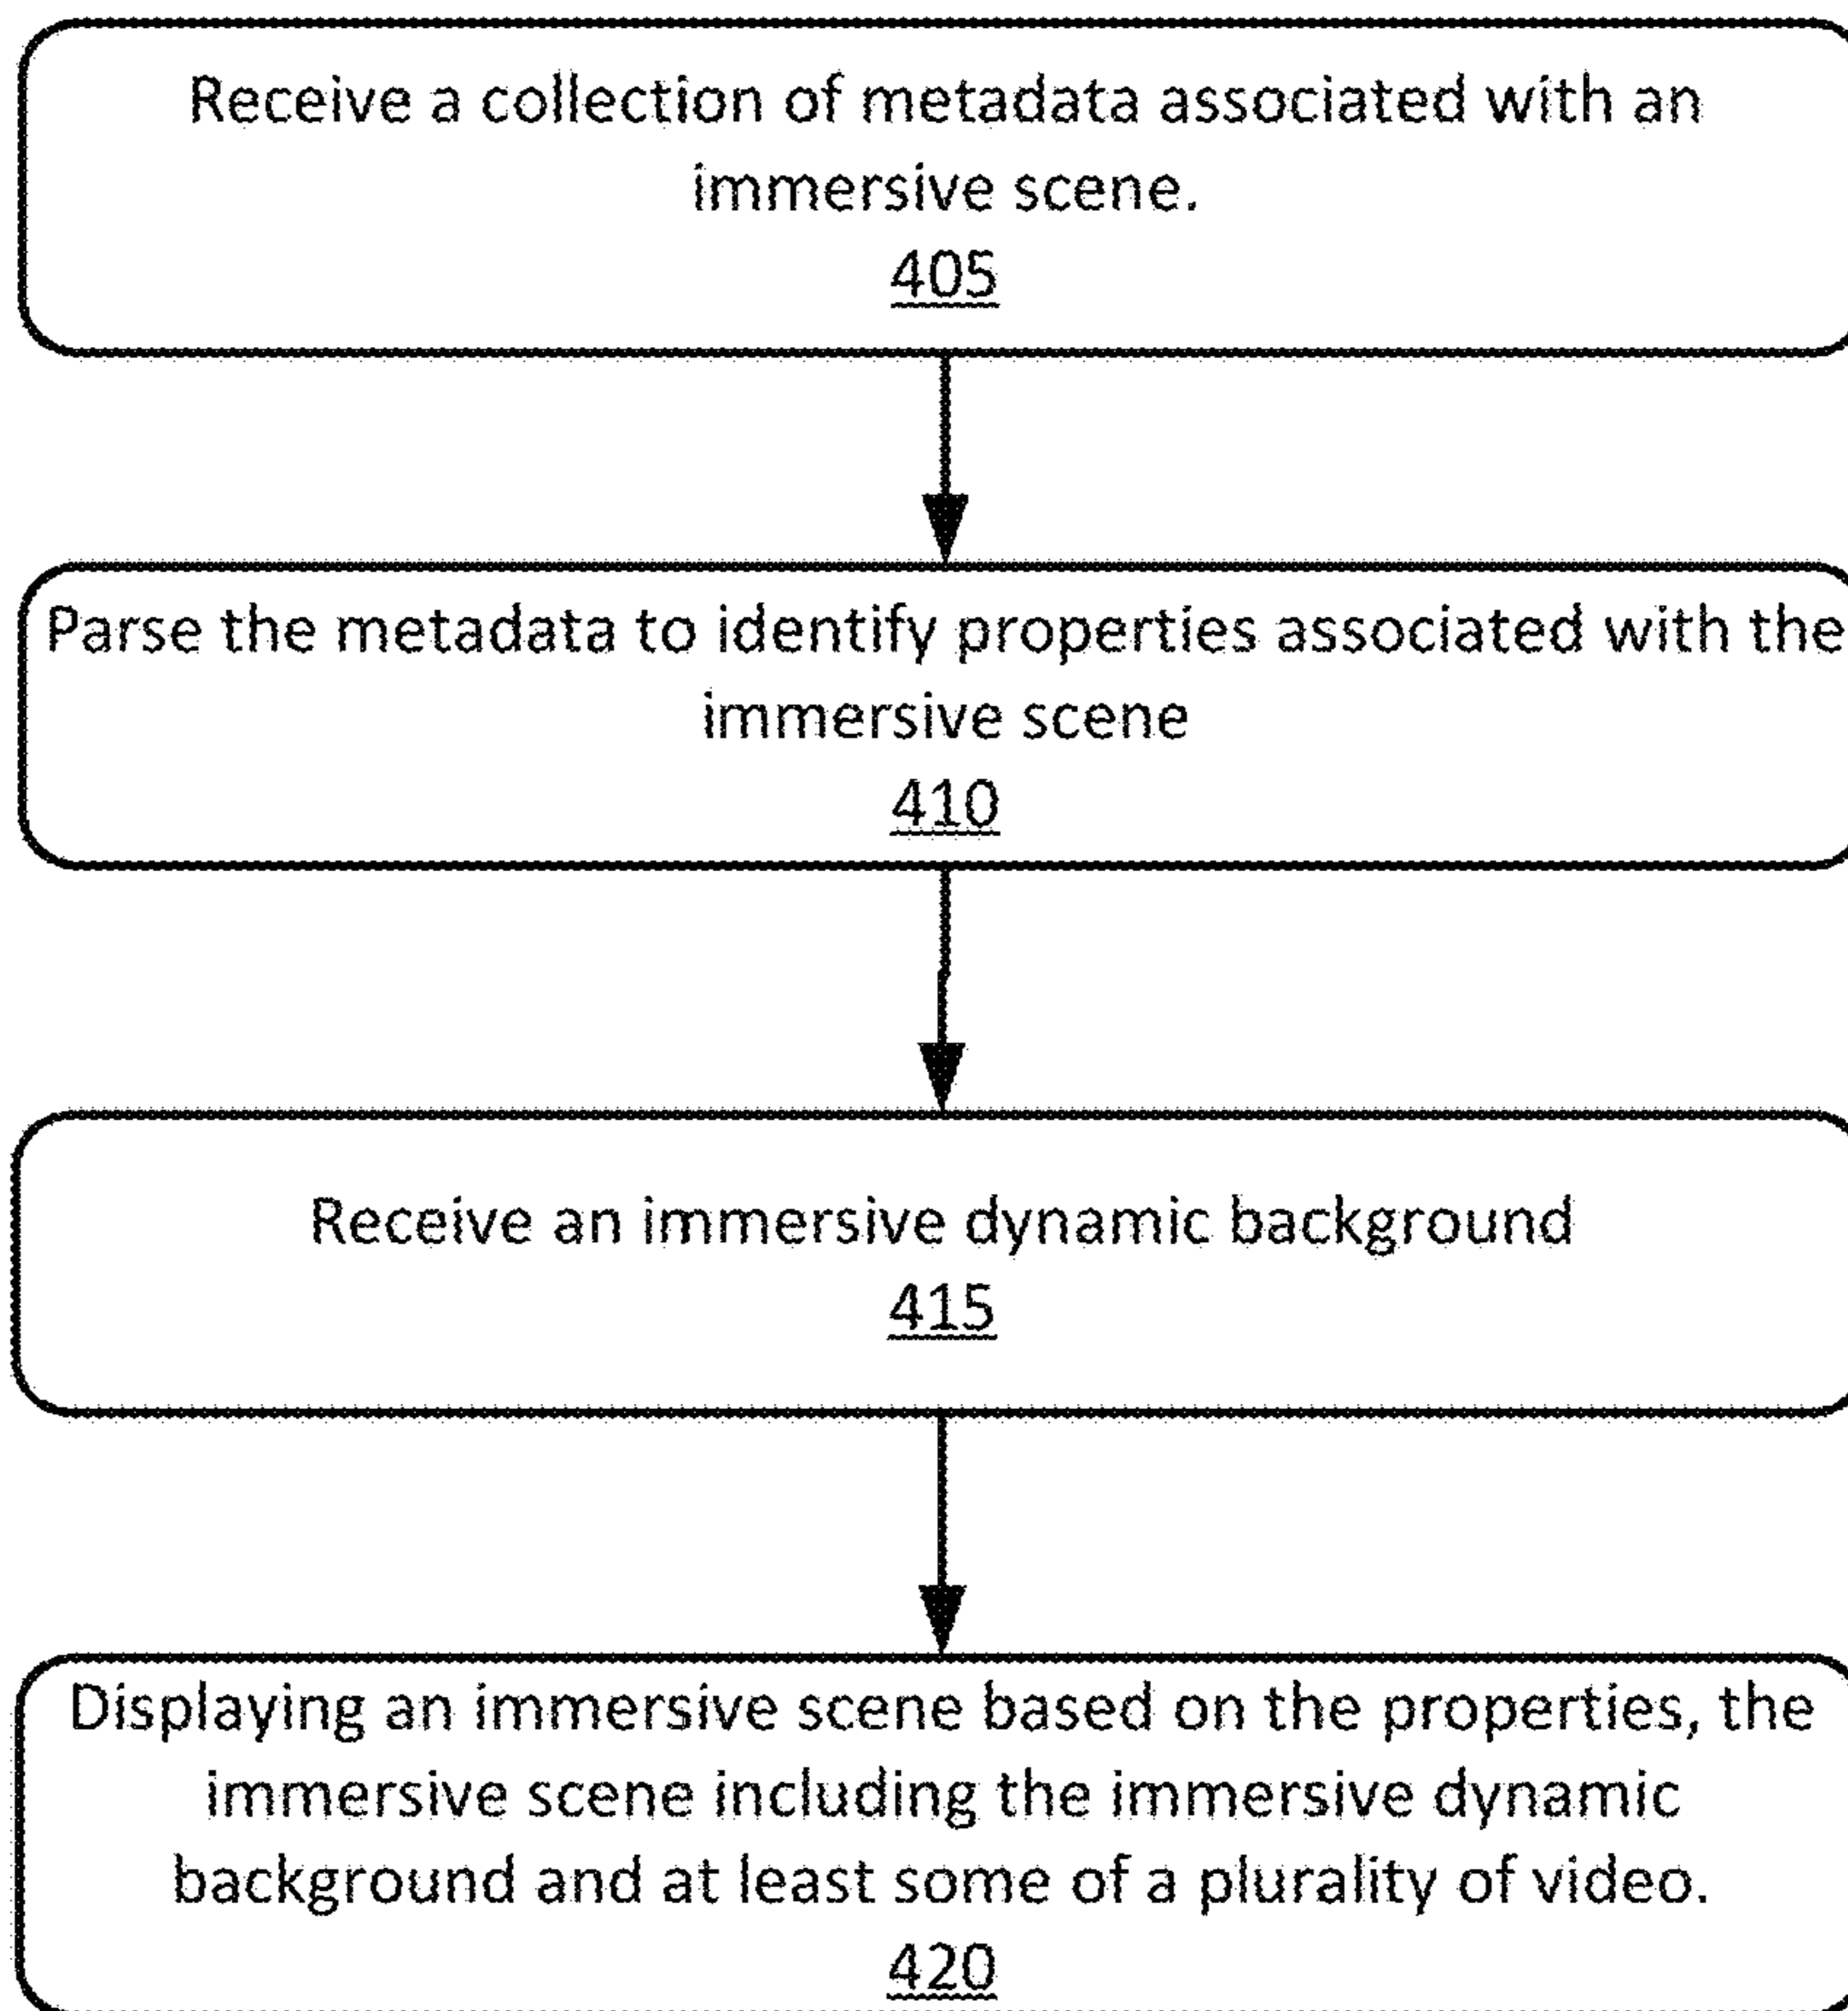 Receive a collection of metadata associated with an
immersive scene.
405
Parse the metadata to identify properties associated with the
immersive scene
410
Receive an immersive dynamic background
415
Displaying an immersive scene based on the properties, the
immersive scene including the immersive dynamic
background and at least some of a plurality of video.
420